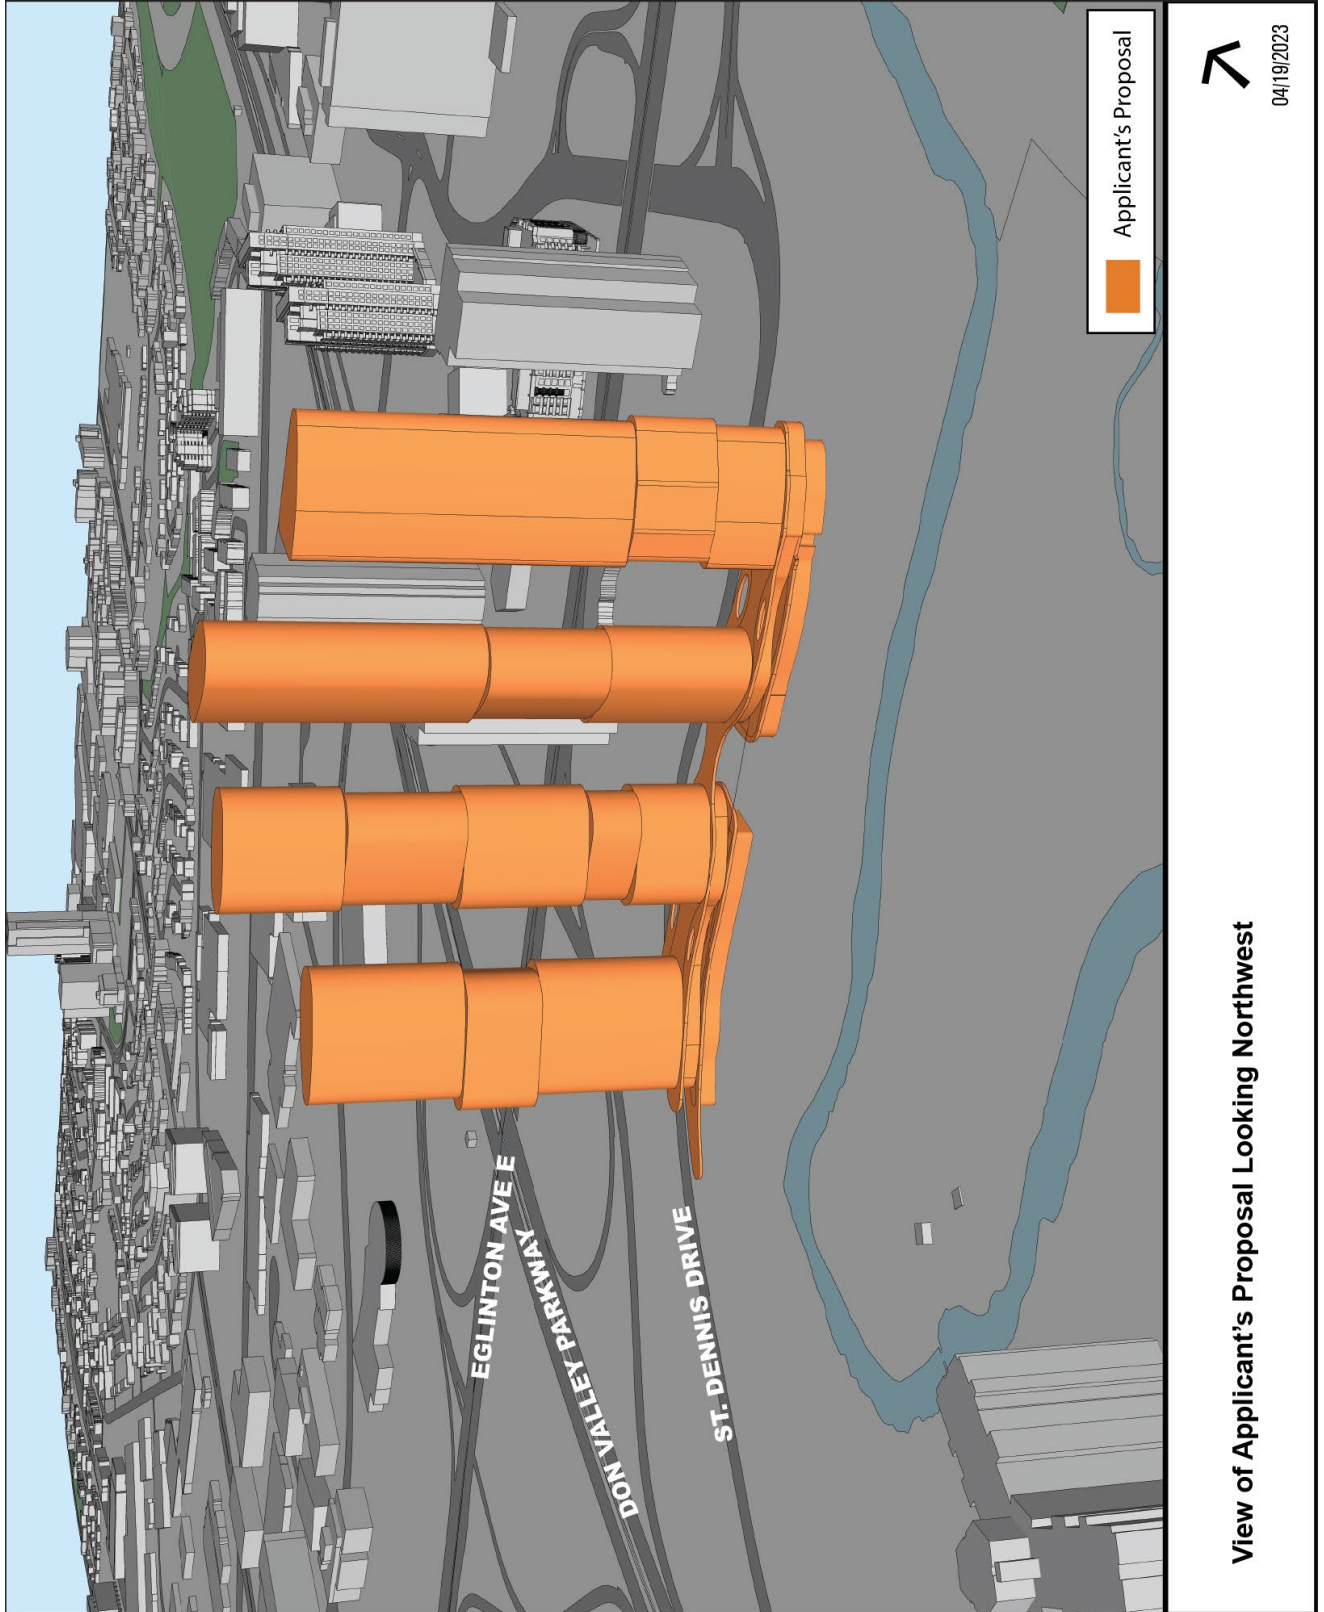 EGLINTON AVE E
DON VALLEY PARKWAY
ST. DENNIS DRIVE
Applicant's Proposal
View of Applicant's Proposal Looking Northwest
04/19/2023